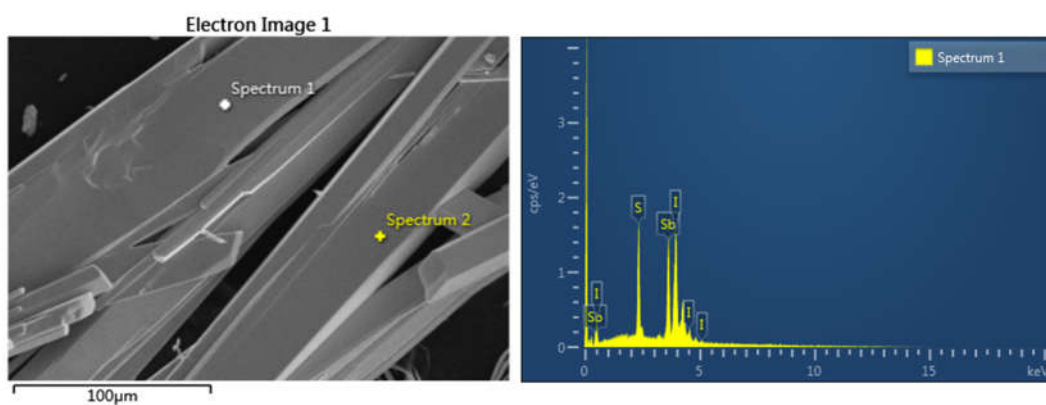 Electron Image 1
Spectrum 1
Spectrum 2
100µm
Spectrum 1
cps/eV
3
2
1
0
S
I
Sb
I
Sb
I
I
0
5
10
15
keV